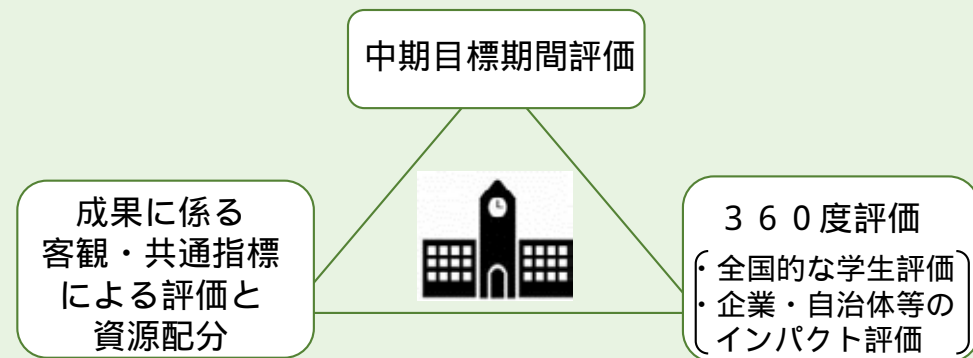 中期目標期間評価
成果に係る
客観・共通指標
による評価と
資源配分
３６０度評価
・全国的な学生評価
・企業・自治体等の
インパクト評価